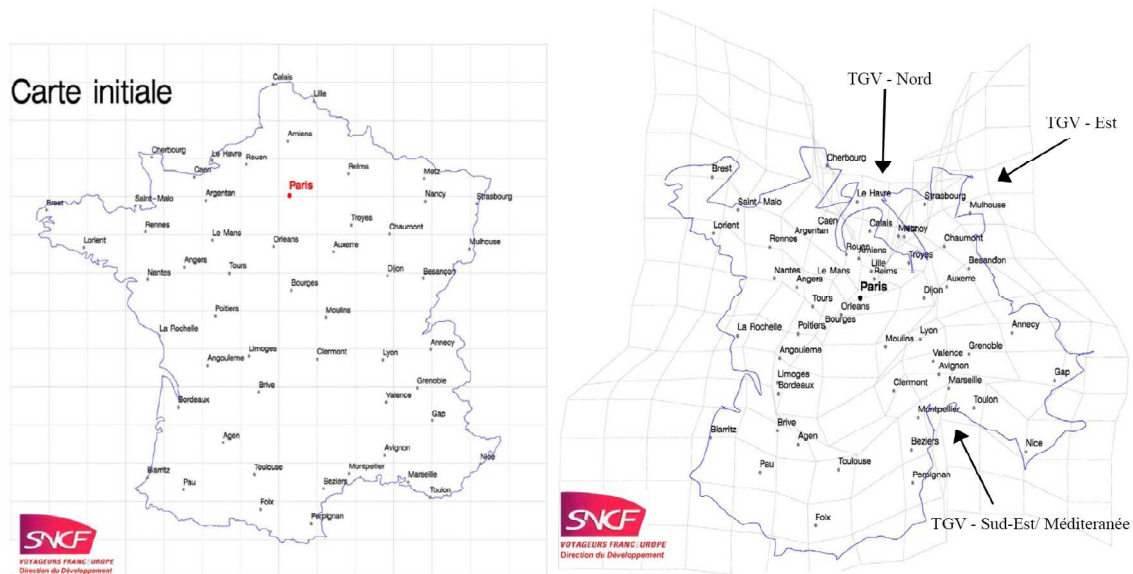 Carte initiale
Calais
Lille
Amiens
Cherbourg
Le Havre
Rouen
Caen
Reims
Metz
Paris
Nancy
Strasbourg
Argentan
Saint-Malo
Brest
Rennes
Troyes
Chaumont
Lorient
Le Mans
Orleans
Auxerre
Mulhouse
Nantes
Angers
Tours
Dijon
Besançon
Bourges
Poitiers
Moulins
La Rochelle
Annecy
Angouleme
Limoges
Clermont
Lyon
Brive
Grenoble
Valence
Bordeaux
Gap
Agen
Avignon
Nice
Biarritz
Pau
Toulouse
Montpellier
Beziers
Marseille
Toulon
Foix
Perpignan
SNCF
VOYAGEURS FRANCE EUROPE
Direction du Développement
TGV - Nord
TGV - Est
Cherbourg
Brest
Le Havre
Strasbourg
Saint-Malo
Mulhouse
Caen
Calais
Lorient
Argentan
Nancy
Rennes
Rouen
Amiens
Chaumont
Troyes
Lille
Reims
Nantes
Le Mans
Angers
Paris
Auxerre
Dijon
Tours
Orleans
Bourges
La Rochelle
Poitiers
Lyon
Annecy
Moulins
Angouleme
Valence
Grenoble
Limoges
Avignon
Bordeaux
Clermont
Marseille
Gap
Toulon
Montpellier
Biarritz
Brive
Agen
Beziers
Nice
Pau
Toulouse
Perpignan
Foix
TGV - Sud-Est/ Méditeranée
SNCF
VOYAGEURS FRANCE EUROPE
Direction du Développement